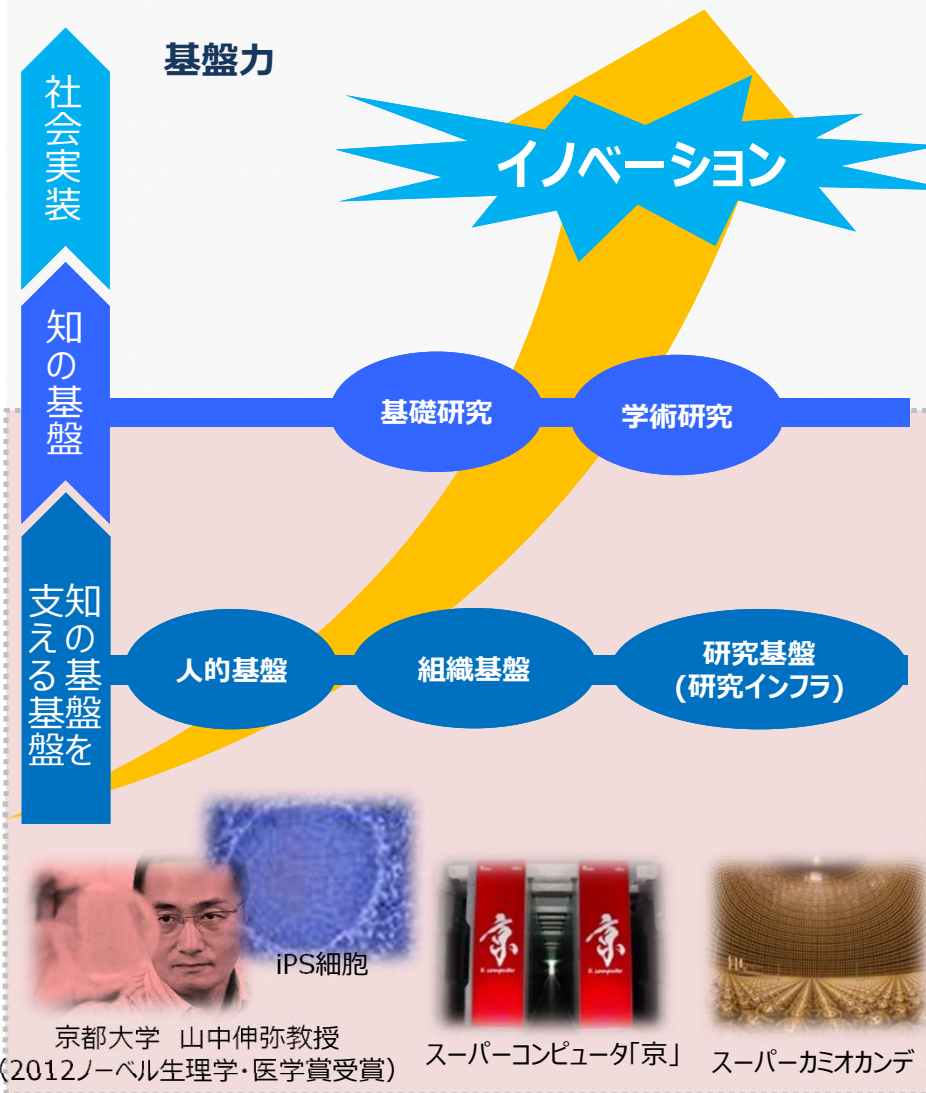 基盤力
社会実装
イノベーション
知の基盤
基礎研究
学術研究
知の基盤を
支える基盤
人的基盤
組織基盤
研究基盤
(研究インフラ)
iPS細胞
京
K computer
京
K computer
京都大学　山中伸弥教授
(2012ノーベル生理学・医学賞受賞)
スーパーコンピュータ「京」
スーパーカミオカンデ